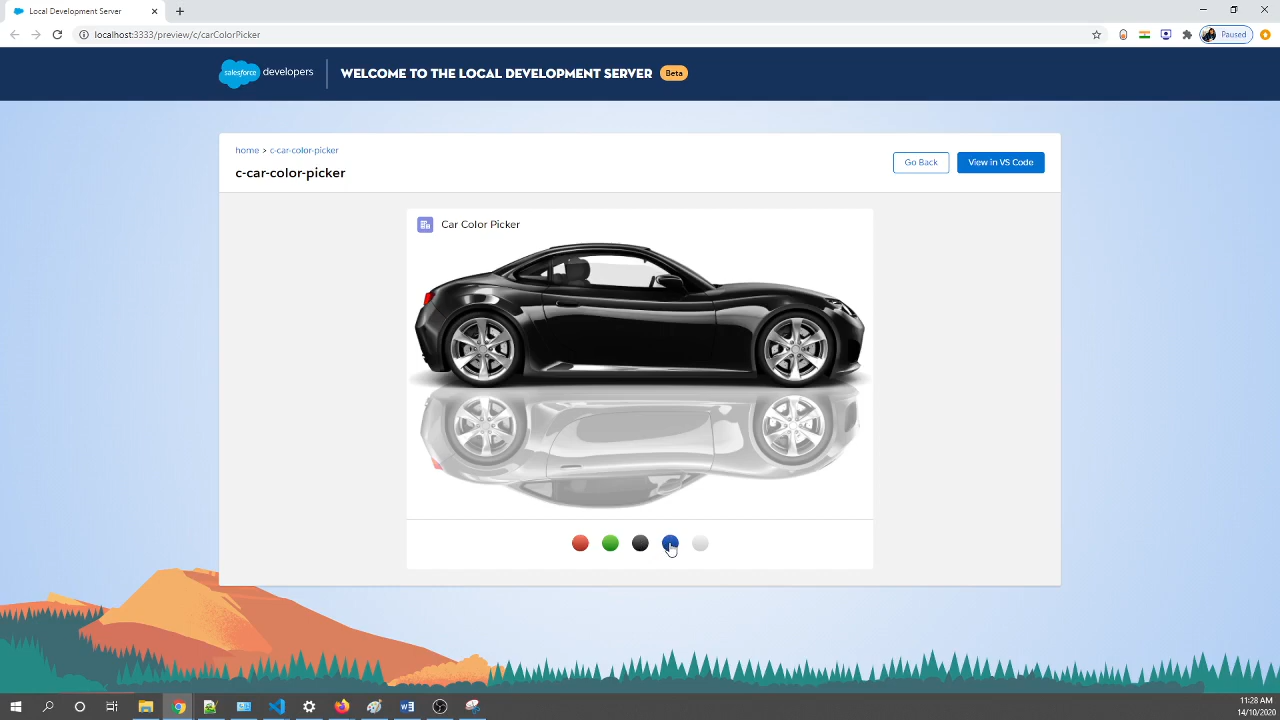 Local Development Server
localhost:3333/preview/c/carColorPicker
Paused
salesforce developers
WELCOME TO THE LOCAL DEVELOPMENT SERVER Beta
home > c-car-color-picker
c-car-color-picker
Go Back
View in VS Code
Car Color Picker
11:28 AM
14/10/2020